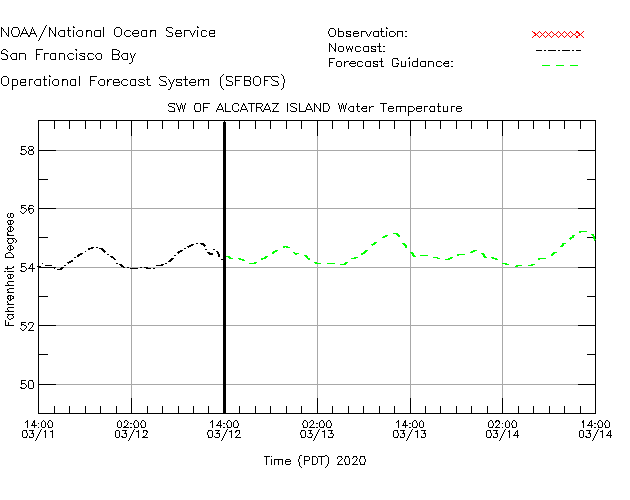 NOAA/National Ocean Service
San Francisco Bay
Operational Forecast System (SFBOFS)
Observation:
Nowcast:
Forecast Guidance:
SW OF ALCATRAZ ISLAND Water Temperature
Fahrenheit Degrees
58
56
54
52
50
14:00 02:00 14:00 02:00 14:00 02:00 14:00
03/11 03/12 03/12 03/13 03/13 03/14 03/14
Time (PDT) 2020